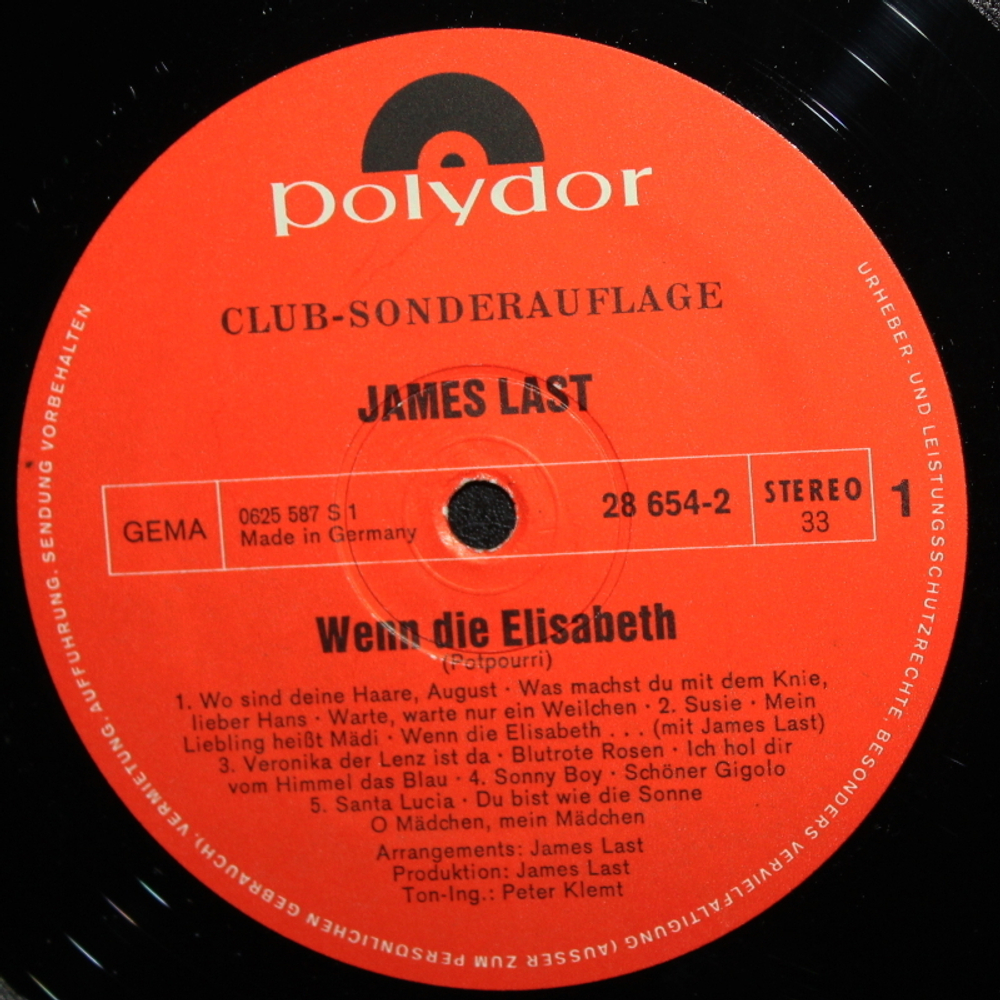 polydor
CLUB-SONDERAUFLAGE
JAMES LAST
GEMA
0625 587 S 1
Made in Germany
28 654-2
STEREO
33
1
Wenn die Elisabeth
(Potpourri)
1. Wo sind deine Haare, August · Was machst du mit dem Knie,
lieber Hans · Warte, warte nur ein Weilchen · 2. Susie · Mein
Liebling heißt Mädi · Wenn die Elisabeth . . . (mit James Last)
3. Veronika der Lenz ist da · Blutrote Rosen · Ich hol dir
vom Himmel das Blau · 4. Sonny Boy · Schöner Gigolo
5. Santa Lucia · Du bist wie die Sonne
O Mädchen, mein Mädchen
Arrangements: James Last
Produktion: James Last
Ton-Ing.: Peter Klemt
URHEBER- UND LEISTUNGSSCHUTZRECHTE, BESONDERS VERVIELFÄLTIGUNG (AUSSER ZUM PERSÖNLICHEN GEBRAUCH), VERMIETUNG, AUFFÜHRUNG, SENDUNG VORBEHALTEN